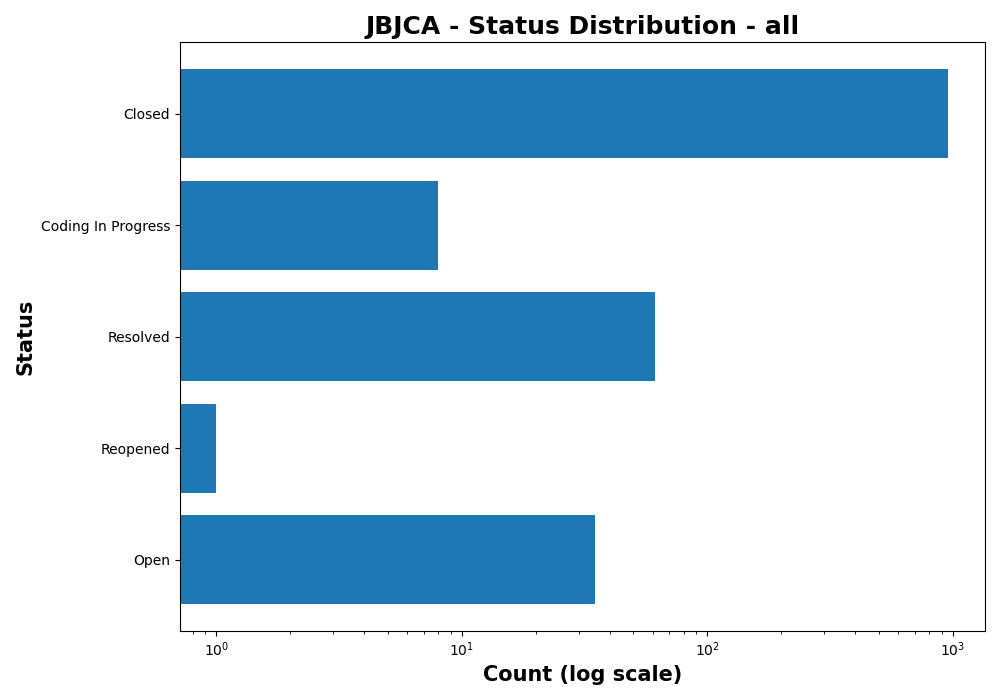 JBJCA - Status Distribution - all
Closed
Coding In Progress
Resolved
Reopened
Open
Status
10⁰ 10¹ 10² 10³
Count (log scale)